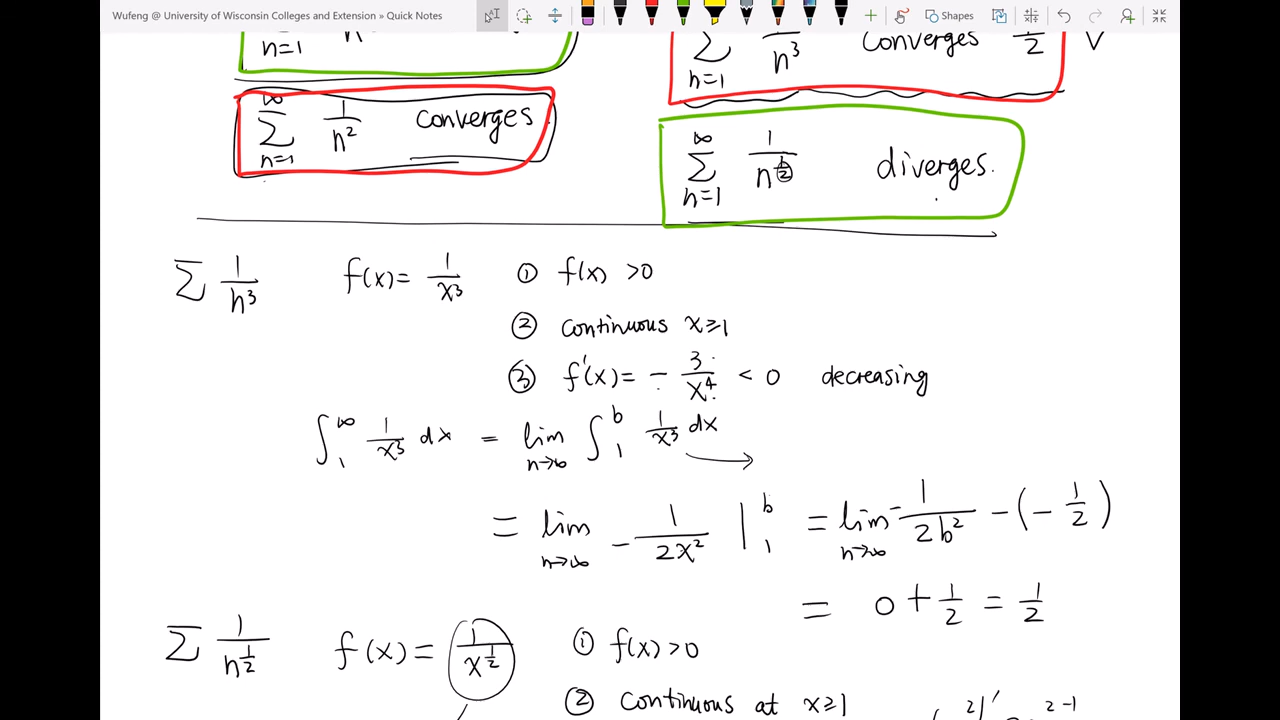 Wufeng @ University of Wisconsin Colleges and Extension » Quick Notes
Shapes
n=1
∑ n=1 1/n³ converges 1/2 V
∑ n=1 ∞ 1/n² converges
∑ n=1 ∞ 1/n^(1/2) diverges.
∑ 1/n³ f(x) = 1/x³ ① f(x) >0
② continuous x≥1
③ f'(x) = - 3/x⁴ < 0 decreasing
∫₁^∞ 1/x³ dx = lim n→∞ ∫₁^b 1/x³ dx
= lim n→∞ - 1/2x² |₁^b = lim n→∞ - 1/2b² - (- 1/2)
= 0 + 1/2 = 1/2
∑ 1/n^(1/2) f(x) = 1/x^(1/2) ① f(x) >0
② continuous at x≥1